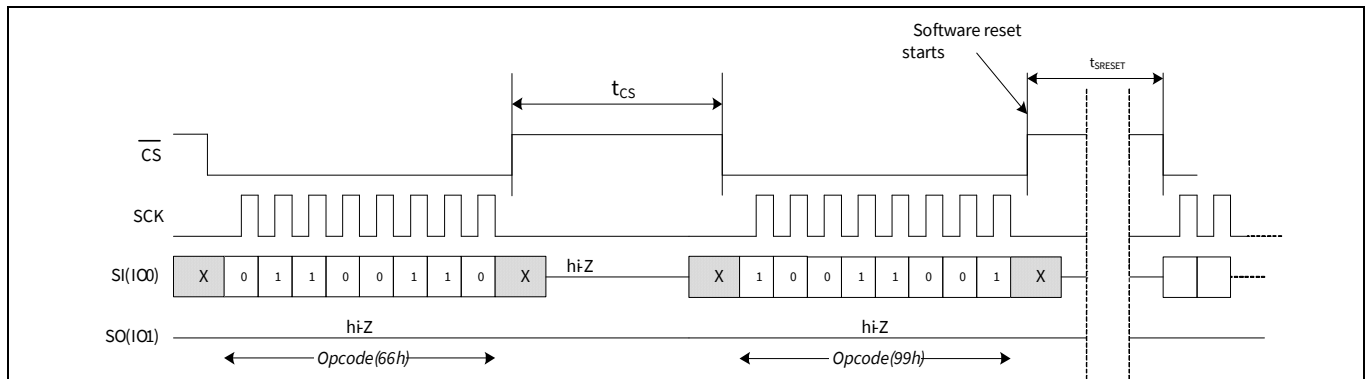 Software reset
starts
tSRESET
tCS
CS
SCK
SI(IO0) X 0 1 1 0 0 1 1 0 X hi-Z X 1 0 0 1 1 0 0 1 X
SO(IO1) hi-Z hi-Z
Opcode(66h) Opcode(99h)